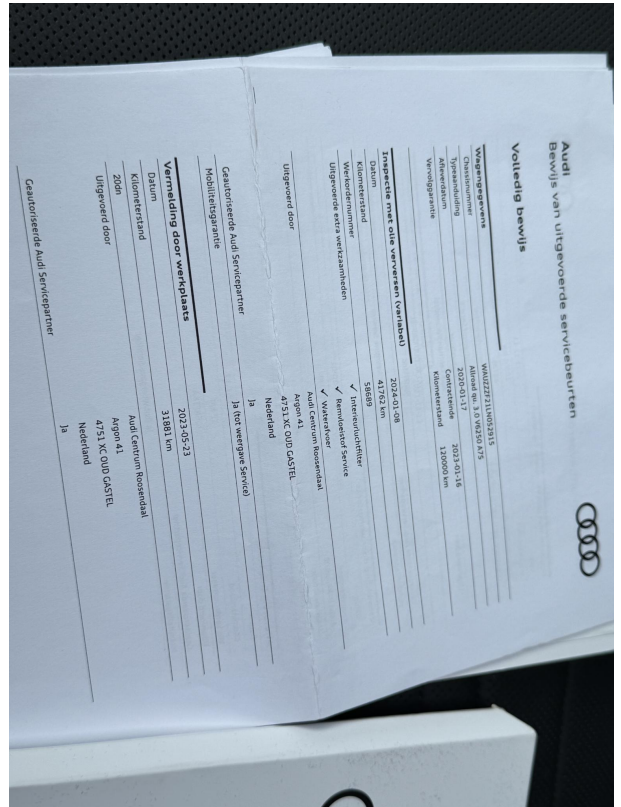 Audi
Bewijs van uitgevoerde servicebeurten
Volledig bewijs
Wagengegevens
Chassisnummer WAUZZZF21LN052915
Typeaanduiding Allroad qu. 3.0 V6250 A75
Afleverdatum 2020-01-17
Vervolggarantie Contracteinde 2023-01-16
Kilometerstand 120000 km
Inspectie met olie verversen (variabel)
Datum 2024-01-08
Kilometerstand 41762 km
Werkordernummer 58689
Uitgevoerde extra werkzaamheden ✓ Interieurluchtfilter
✓ Remvloeistof Service
✓ Waterafvoer
Uitgevoerd door Audi Centrum Roosendaal
Argon 41
4751 XC OUD GASTEL
Nederland
Geautoriseerde Audi Servicepartner Ja
Mobiliteitsgarantie Ja (tot weergave Service)
Vermelding door werkplaats
Datum 2023-05-23
Kilometerstand 31881 km
20dn
Uitgevoerd door Audi Centrum Roosendaal
Argon 41
4751 XC OUD GASTEL
Nederland
Geautoriseerde Audi Servicepartner Ja